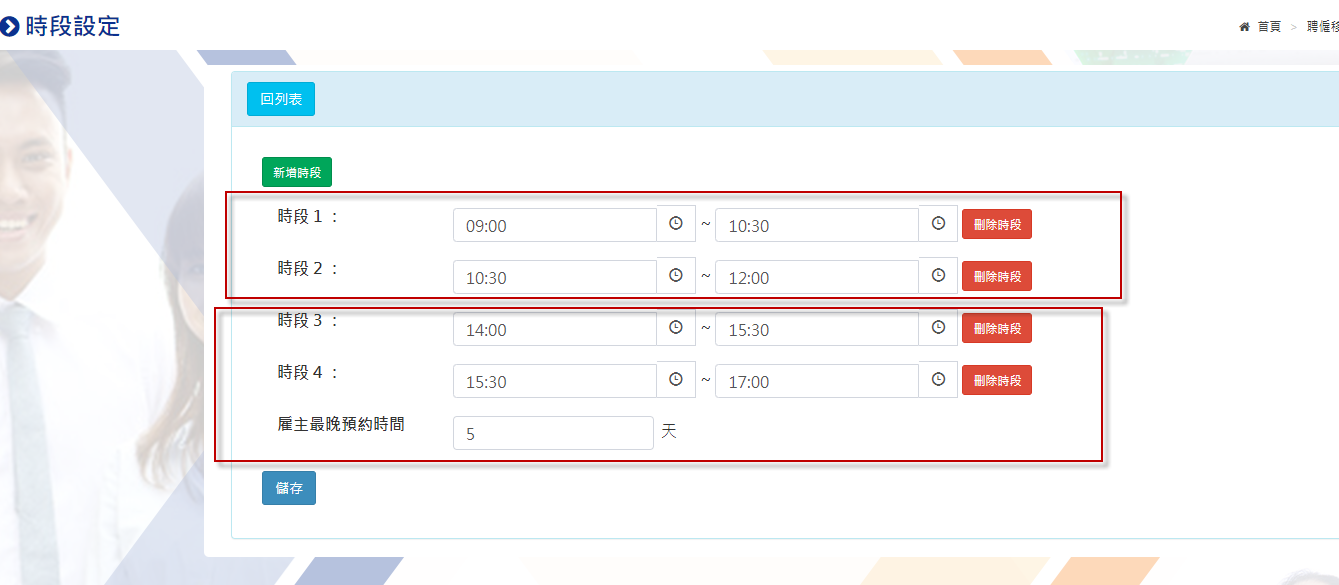 時段設定
首頁 > 聘僱移
回列表
新增時段
時段 1 : 09:00 ~ 10:30 刪除時段
時段 2 : 10:30 ~ 12:00 刪除時段
時段 3 : 14:00 ~ 15:30 刪除時段
時段 4 : 15:30 ~ 17:00 刪除時段
雇主最晚預約時間 5 天
儲存